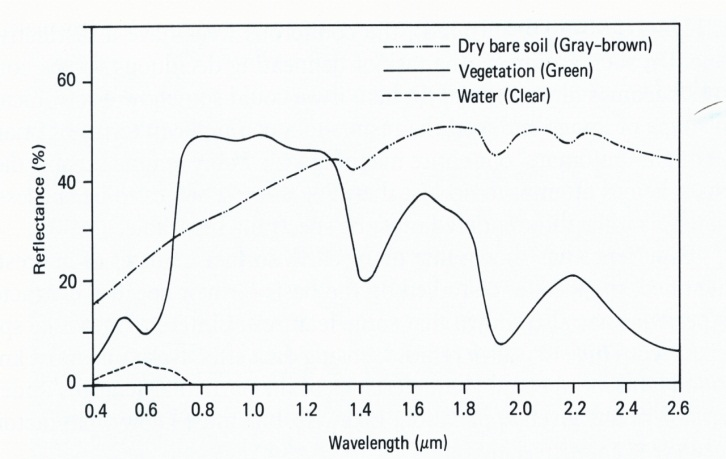 Dry bare soil (Gray-brown)
Vegetation (Green)
Water (Clear)
60
40
20
0
Reflectance (%)
0.4 0.6 0.8 1.0 1.2 1.4 1.6 1.8 2.0 2.2 2.4 2.6
Wavelength (μm)